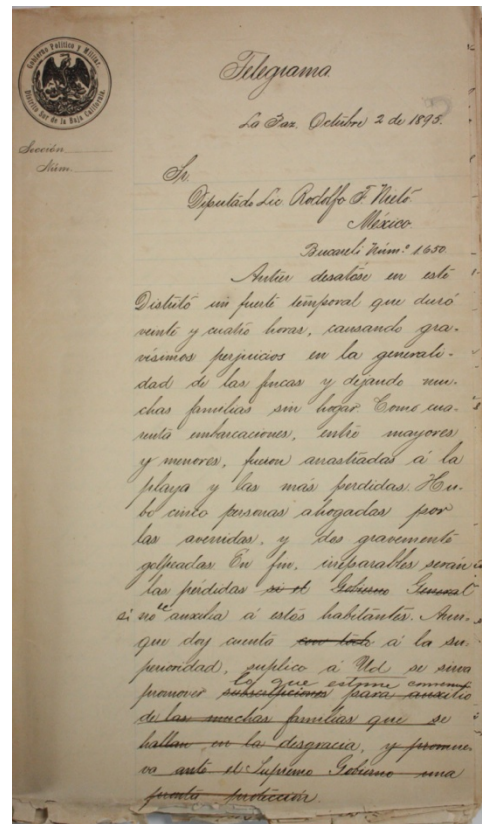 Gobierno Político y Militar.
Distrito Sur de la Baja California.
Sección
Núm.
Telegrama.
La Paz, Octubre 2 de 1895.
Sr.
Diputado Lic. Rodolfo F. Nieto.
México.
Bucareli Núm.º 1.650.
Antier desatóse en este
Distrito un fuerte temporal que duró
veinte y cuatro horas, causando gra-
vísimos perjuicios en la generali-
dad de las fincas y dejando mu-
chas familias sin hogar. Como cua-
renta embarcaciones, entre mayores
y menores, fueron arrastradas á la
playa y las más perdidas. Hu-
bo cinco personas ahogadas por
las avenidas, y dos gravemente
golpeadas. En fin, irreparables serán
las pérdidas si el Gobierno General
si no se auxilia á estos habitantes. Aun-
que doy cuenta con todo á la su-
perioridad, suplico á Ud se sirva
lo que estime
promover subscripciones para auxilio
de las muchas familias que se
hallan en la desgracia, y promue-
va ante el Supremo Gobierno una
pronta protección.